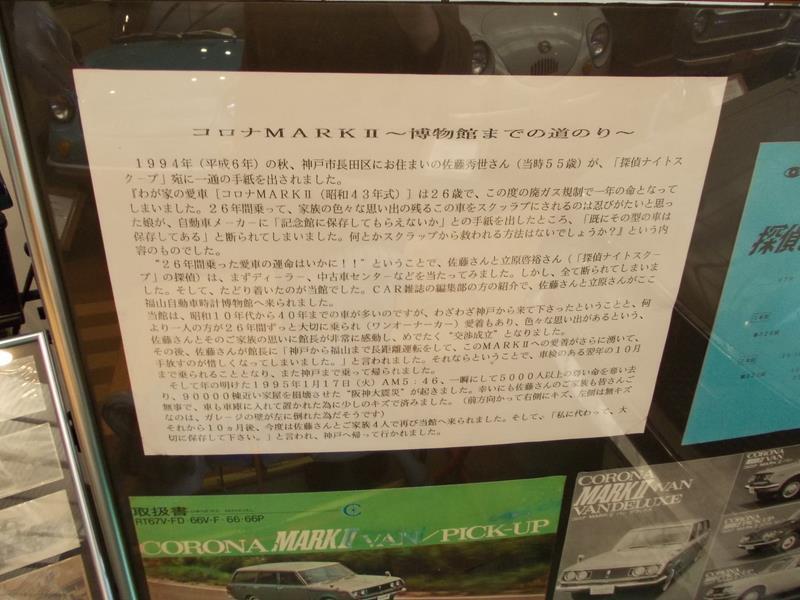 コロナMARKⅡ～博物館までの道のり～
1994年（平成6年）の秋、神戸市長田区にお住まいの佐藤秀世さん（当時55歳）が、「探偵ナイトス
クープ」宛に一通の手紙を出されました。
『わが家の愛車［コロナMARKⅡ（昭和43年式）］は26歳で、この度の廃ガス規制で一年の命となって
しまいました。26年間乗って、家族の色々な思い出の残るこの車をスクラップにされるのは忍びがたいと思っ
た娘が、自動車メーカーに「記念館に保存してもらえないか」との手紙を出したところ、「既にその型の車は
保存してある」と断られてしまいました。何とかスクラップから救われる方法はないでしょうか？』という内
容のものでした。
"26年間乗った愛車の運命はいかに！！"ということで、佐藤さんと立原啓裕さん（「探偵ナイトスクー
プ」の探偵）は、まずディーラー、中古車センターなどを当たってみました。しかし、全て断られてしまいま
した。そして、たどり着いたのが当館でした。CAR雑誌の編集部の方の紹介で、佐藤さんと立原さんがここ
福山自動車時計博物館へ来られました。
当館は、昭和10年代から40年までの車が多いのですが、わざわざ神戸から来て下さったということと、何
より一人の方が26年間ずっと大切に乗られ（ワンオーナーカー）愛着もあり、色々な思い出があるという、
佐藤さんとそのご家族の思いに館長が非常に感動し、めでたく"交渉成立"となりました。
その後、佐藤さんが館長に「神戸から福山まで長距離運転をして、このMARKⅡへの愛着がさらに湧いて、
手放すのが惜しくなってしまいました。」と言われました。それならということで、車検のある翌年の10月
まで乗られることとなり、また神戸まで乗って帰られました。
そして年の明けた1995年1月17日（火）AM5：46、一瞬にして5000人以上の尊い命を奪い去
り、90000棟近い家屋を損壊させた"阪神大震災"が起きました。幸いにも佐藤さんのご家族も皆さんご
無事で、車も車庫に入れて置かれた為に少しのキズで済みました。（前方向かって右側にキズ、左側は無キズ
なのは、ガレージの壁が左に倒れた為だそうです）
それから10ヵ月後、今度は佐藤さんとご家族4人で再び当館へ来られました。そして、「私に代わって、大
切に保存して下さい。」と言われ、神戸へ帰って行かれました。
探偵
取扱書
RT67V-FD·66V-F·66·66P
CORONA MARKⅡ VAN/PICK-UP
CORONA
MARKⅡ VAN
VAN DELUXE
CORONA
MARKⅡ VAN